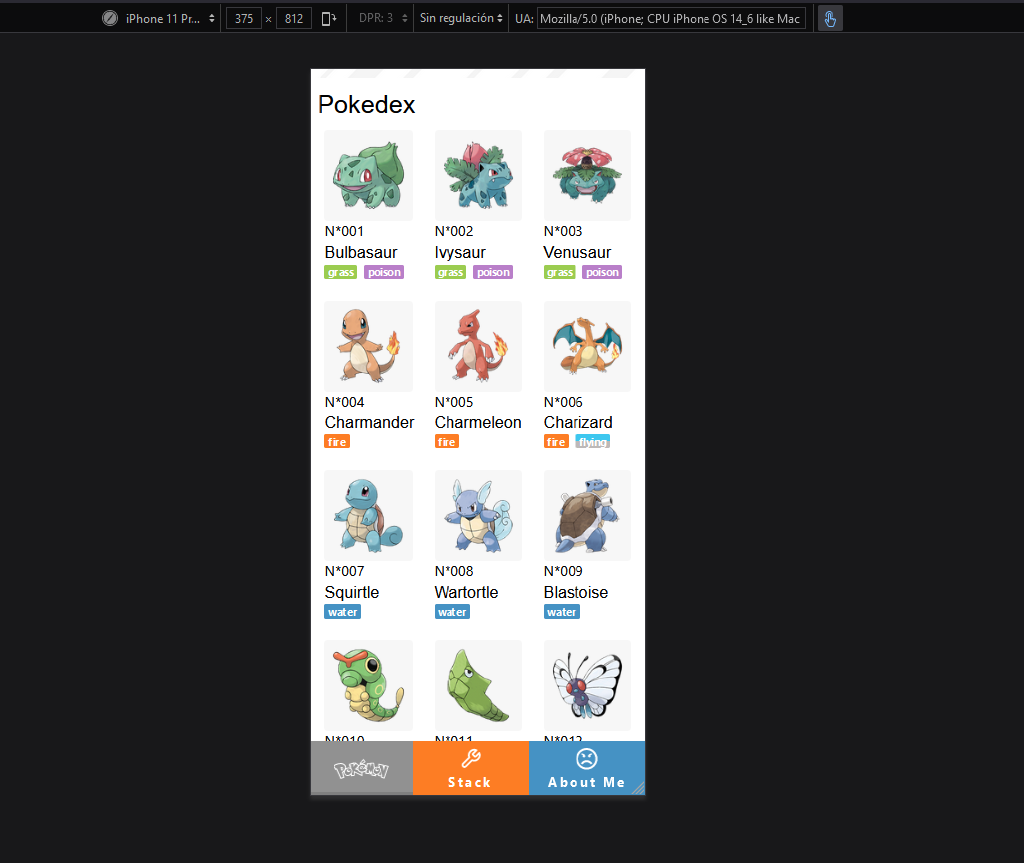 iPhone 11 Pr... 375 × 812 DPR: 3 Sin regulación UA: Mozilla/5.0 (iPhone; CPU iPhone OS 14_6 like Mac
Pokedex
N*001 N*002 N*003
Bulbasaur Ivysaur Venusaur
grass poison grass poison grass poison
N*004 N*005 N*006
Charmander Charmeleon Charizard
fire fire fire flying
N*007 N*008 N*009
Squirtle Wartortle Blastoise
water water water
N*010 N*011 N*012
POKéMON Stack About Me